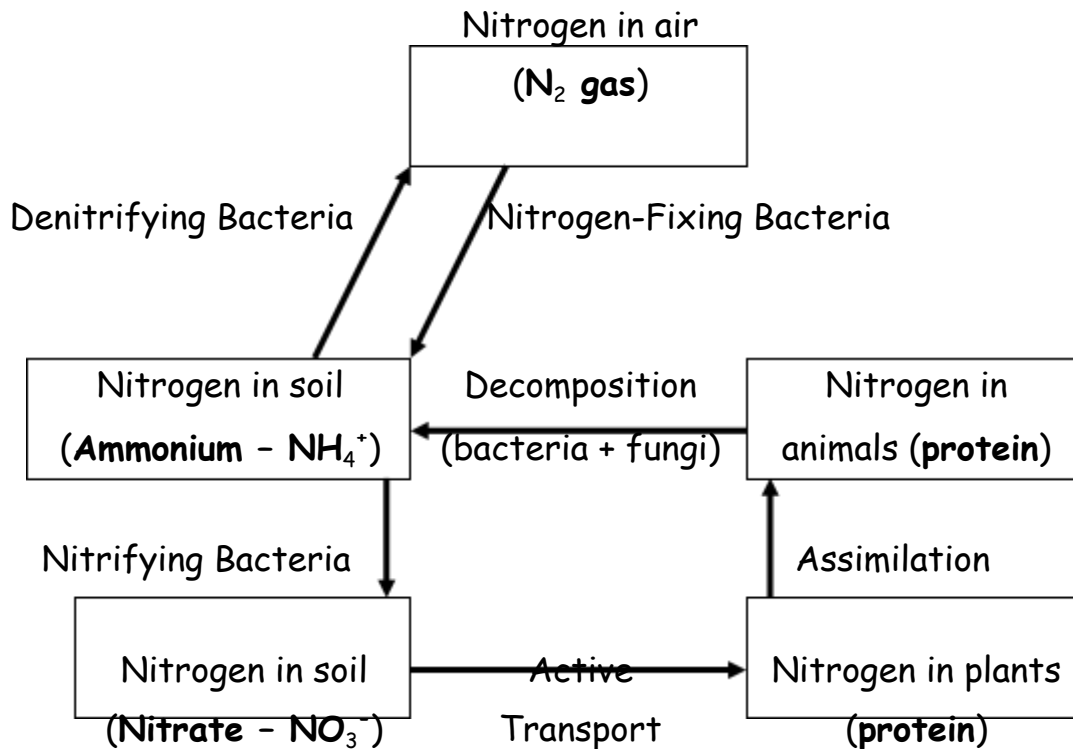 Nitrogen in air
(N₂ gas)
Denitrifying Bacteria
Nitrogen-Fixing Bacteria
Nitrogen in soil
(Ammonium – NH₄⁺)
Decomposition
(bacteria + fungi)
Nitrogen in
animals (protein)
Nitrifying Bacteria
Assimilation
Nitrogen in soil
(Nitrate – NO₃⁻)
Active
Transport
Nitrogen in plants
(protein)